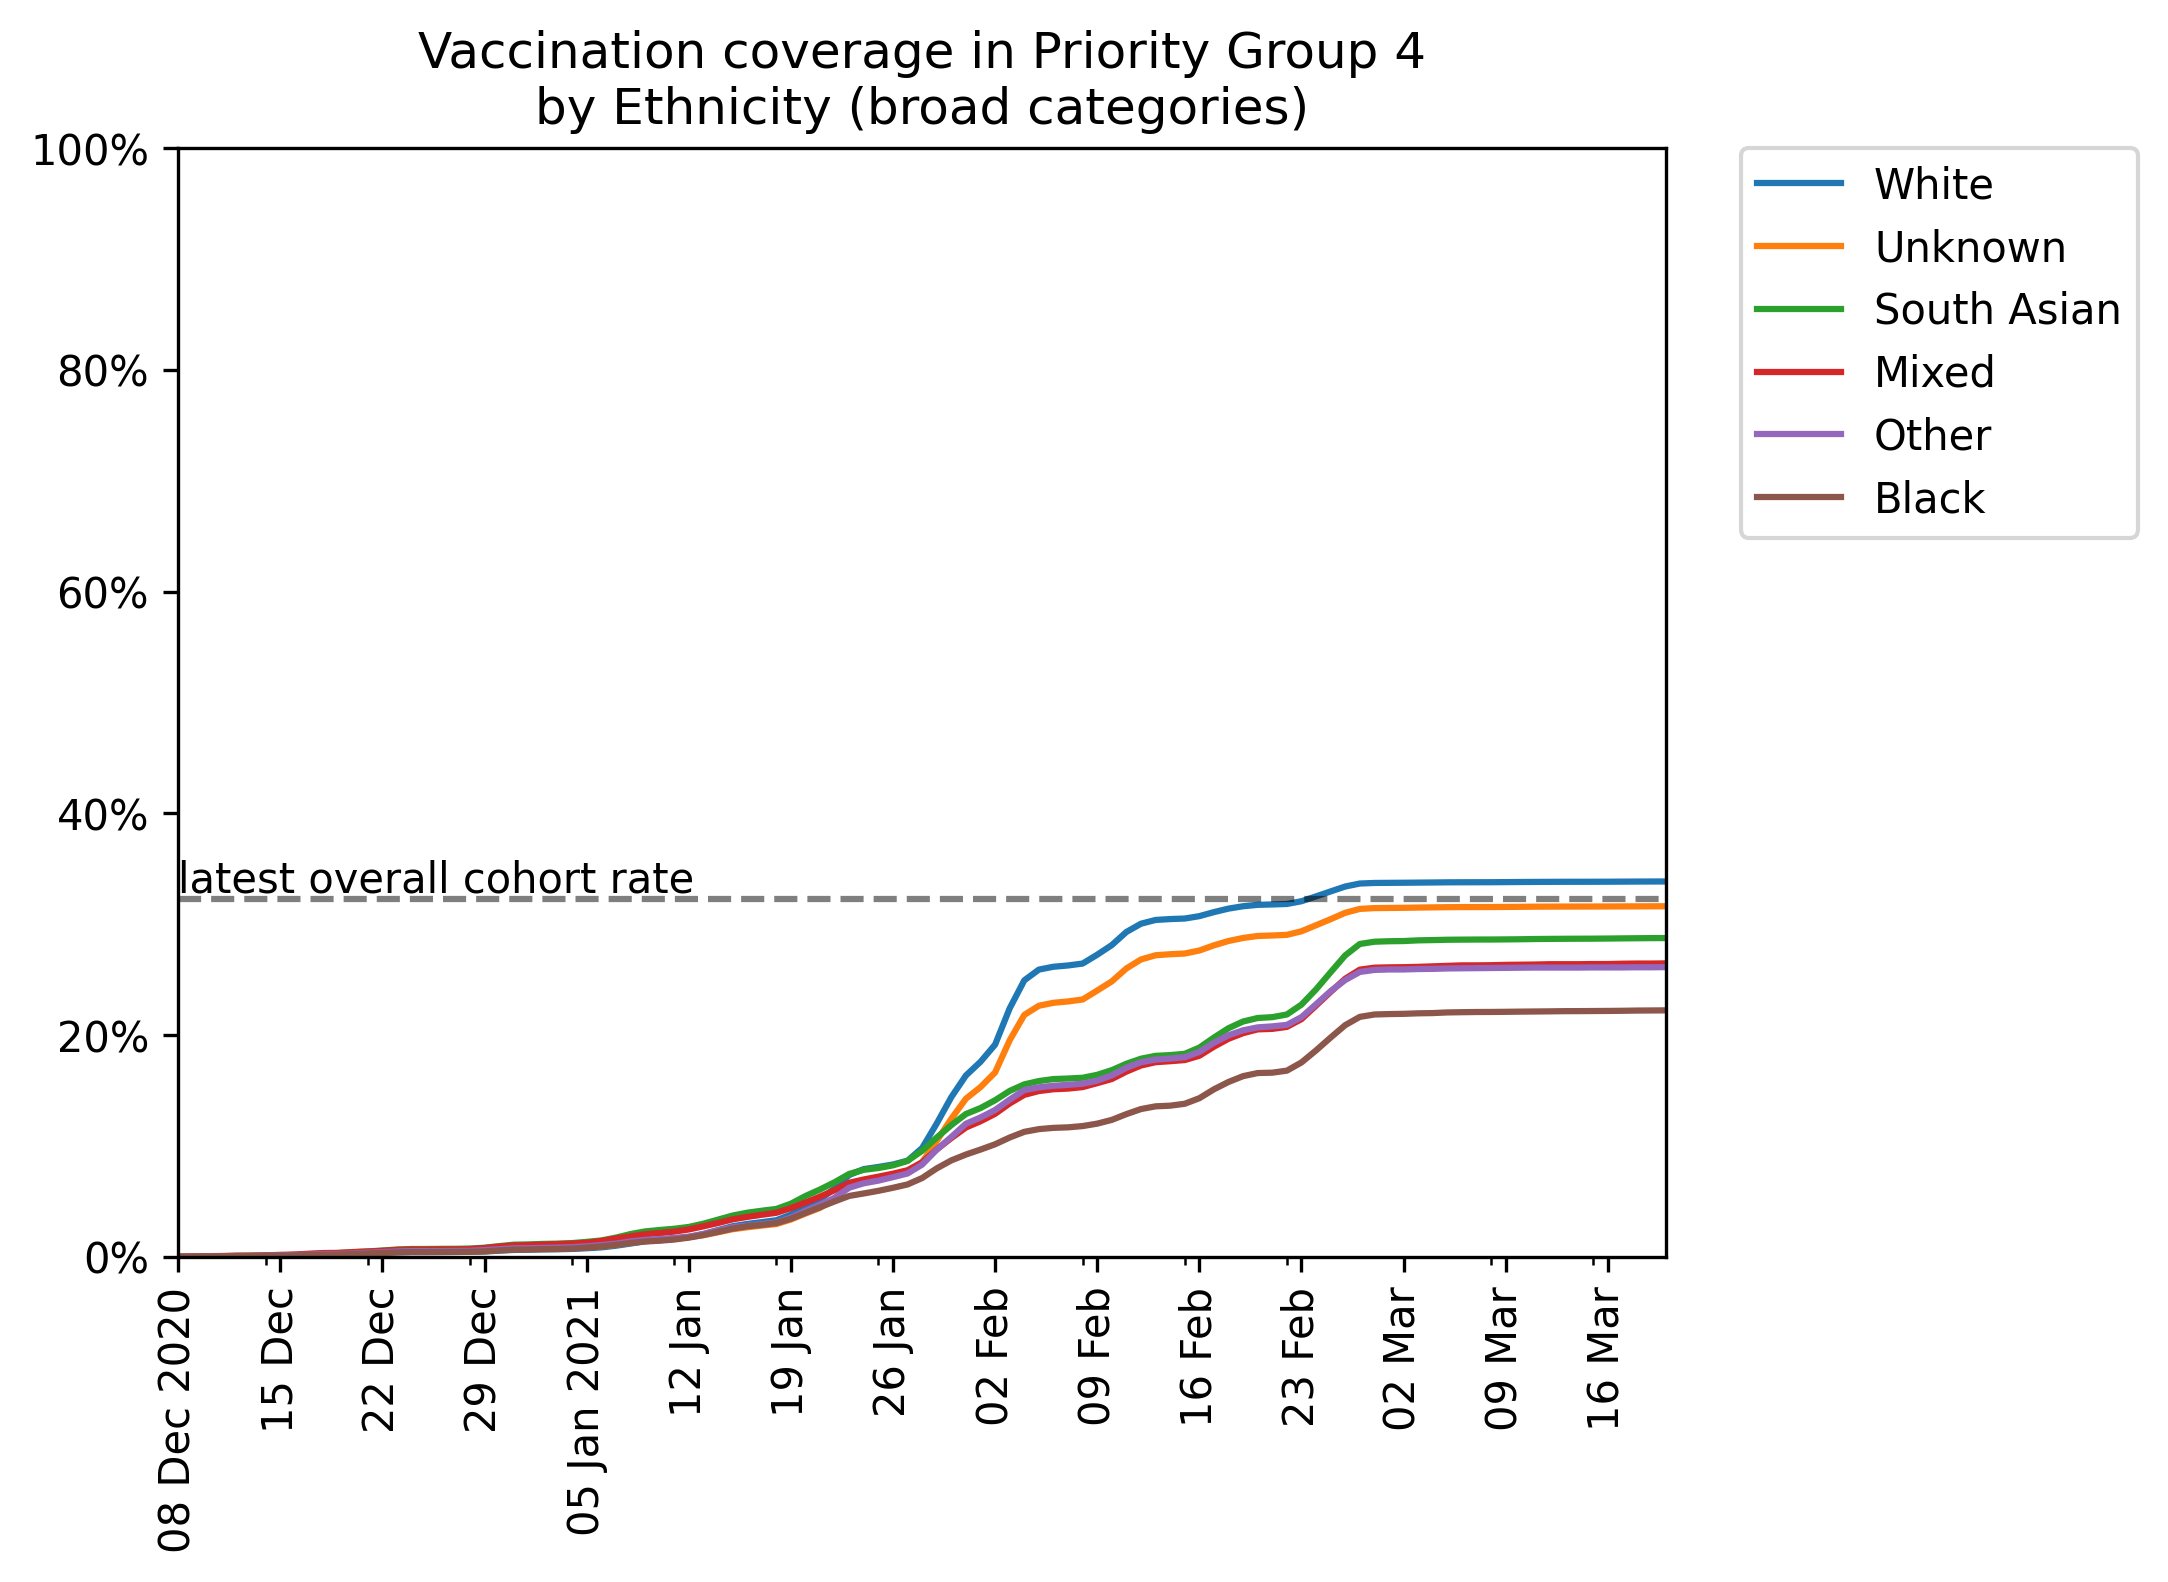 Vaccination coverage in Priority Group 4
by Ethnicity (broad categories)
100%
80%
60%
40%
20%
0%
latest overall cohort rate
White
Unknown
South Asian
Mixed
Other
Black
08 Dec 2020
15 Dec
22 Dec
29 Dec
05 Jan 2021
12 Jan
19 Jan
26 Jan
02 Feb
09 Feb
16 Feb
23 Feb
02 Mar
09 Mar
16 Mar